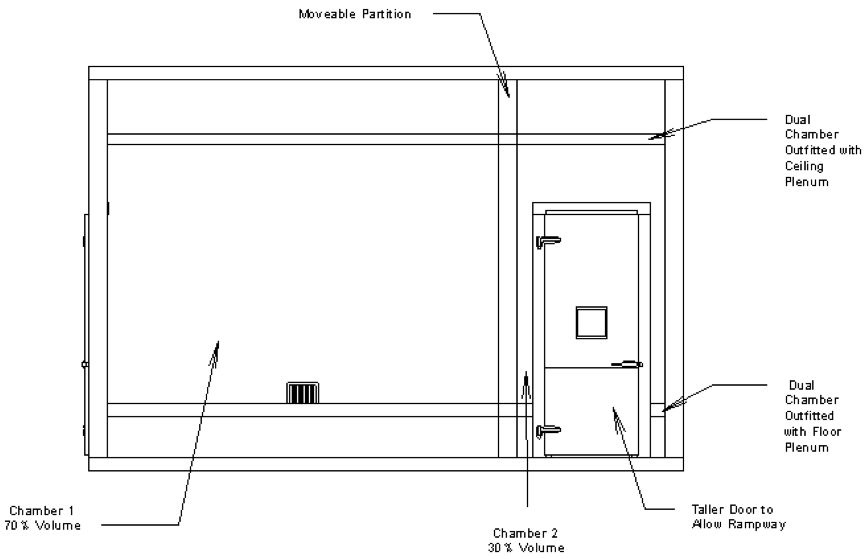 Moveable Partition
Dual
Chamber
Outfitted with
Ceiling
Plenum
Dual
Chamber
Outfitted
with Floor
Plenum
Chamber 1
70% Volume
Chamber 2
30% Volume
Taller Door to
Allow Rampway